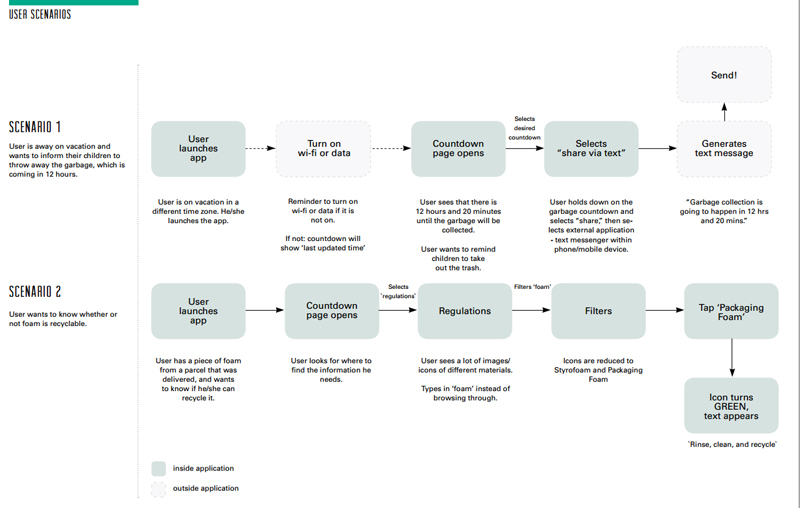 USER SCENARIOS
SCENARIO 1
User is away on vacation and
wants to inform their children to
throw away the garbage, which is
coming in 12 hours.
User
launches
app
Turn on
wi-fi or data
Countdown
page opens
Selects
desired
countdown
Selects
“share via text”
Generates
text message
Send!
User is on vacation in a
different time zone. He/she
launches the app.
Reminder to turn on
wi-fi or data if it is
not on.
If not: countdown will
show ‘last updated time’
User sees that there is
12 hours and 20 minutes
until the garbage will be
collected.
User wants to remind
children to take
out the trash.
User holds down on the
garbage countdown and
selects “share,” then se-
lects external application
- text messenger within
phone/mobile device.
“Garbage collection is
going to happen in 12 hrs
and 20 mins.”
SCENARIO 2
User wants to know whether or
not foam is recyclable.
User
launches
app
Countdown
page opens
Selects
‘regulations’
Regulations
Filters ‘foam’
Filters
Tap ‘Packaging
Foam’
User has a piece of foam
from a parcel that was
delivered, and wants
to know if he/she can
recycle it.
User looks for where to
find the information he
needs.
User sees a lot of images/
icons of different materials.
Types in ‘foam’ instead of
browsing through.
Icons are reduced to
Styrofoam and Packaging
Foam
Icon turns
GREEN,
text appears
‘Rinse, clean, and recycle’
inside application
outside application